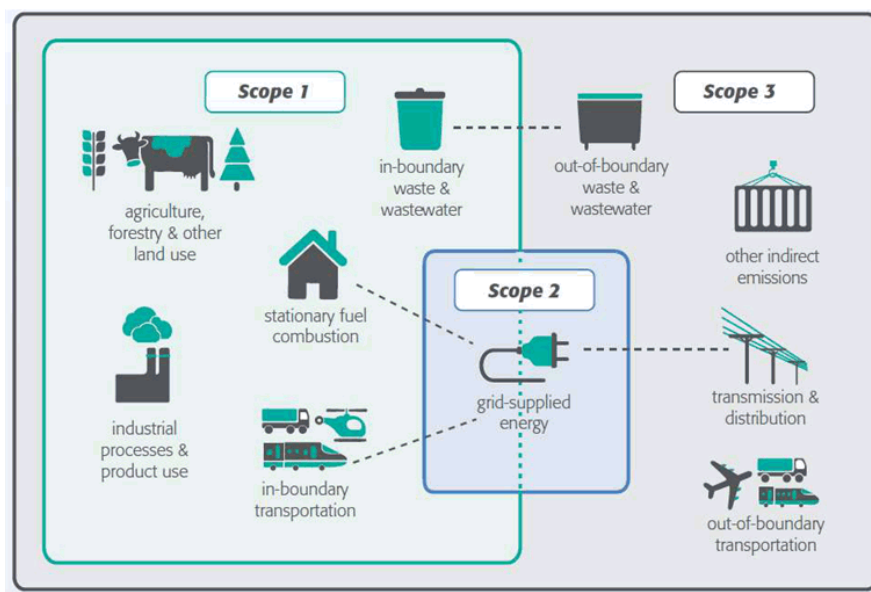 Scope 1
Scope 3
in-boundary
waste &
wastewater
out-of-boundary
waste &
wastewater
agriculture,
forestry & other
land use
other indirect
emissions
Scope 2
stationary fuel
combustion
grid-supplied
energy
transmission &
distribution
industrial
processes &
product use
in-boundary
transportation
out-of-boundary
transportation